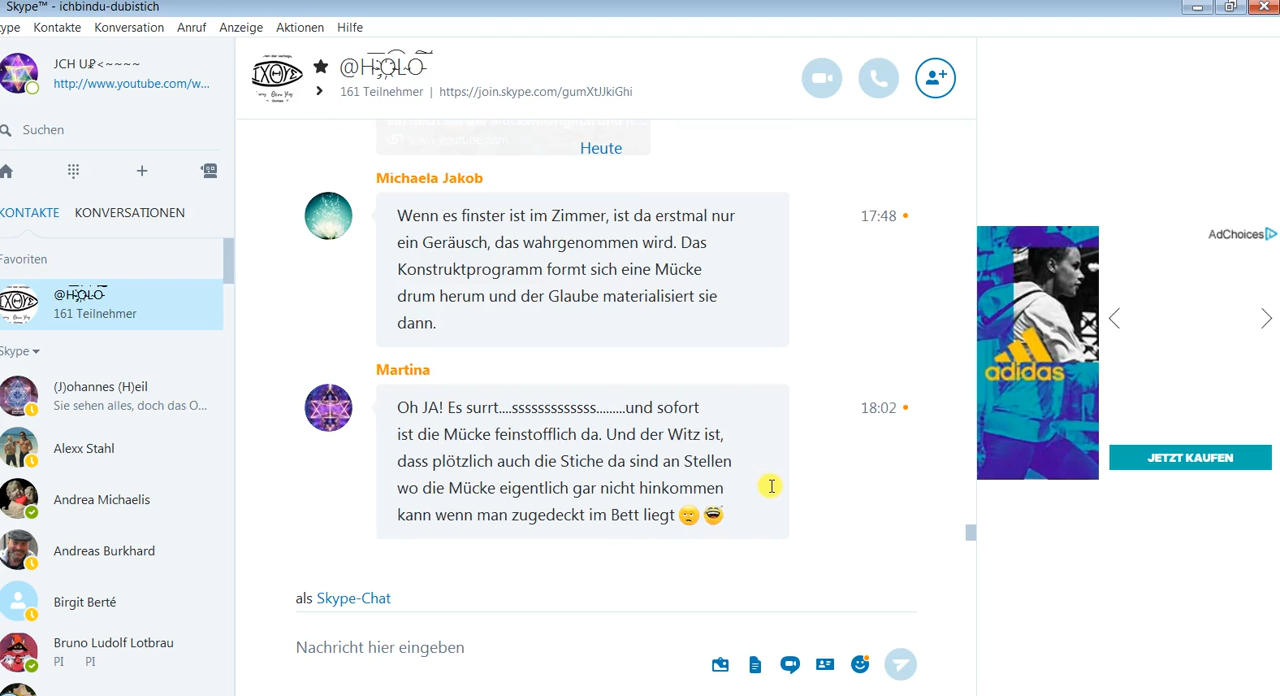 Skype™ - ichbindu-dubistich
ype Kontakte Konversation Anruf Anzeige Aktionen Hilfe
JCH U₽<~~~~
http://www.youtube.com/w...
Suchen
KONTAKTE KONVERSATIONEN
Favoriten
@HOLO
161 Teilnehmer
Skype
(J)ohannes (H)eil
Sie sehen alles, doch das O...
Alexx Stahl
Andrea Michaelis
Andreas Burkhard
Birgit Berté
Bruno Ludolf Lotbrau
PI PI
IXOYE
@HOLO
161 Teilnehmer | https://join.skype.com/gumXtJJkiGhi
www.youtube.com
Heute
Michaela Jakob
Wenn es finster ist im Zimmer, ist da erstmal nur
ein Geräusch, das wahrgenommen wird. Das
Konstruktprogramm formt sich eine Mücke
drum herum und der Glaube materialisiert sie
dann.
17:48
Martina
Oh JA! Es surrt....sssssssssssss.........und sofort
ist die Mücke feinstofflich da. Und der Witz ist,
dass plötzlich auch die Stiche da sind an Stellen
wo die Mücke eigentlich gar nicht hinkommen
kann wenn man zugedeckt im Bett liegt
18:02
als Skype-Chat
Nachricht hier eingeben
AdChoices
adidas
JETZT KAUFEN